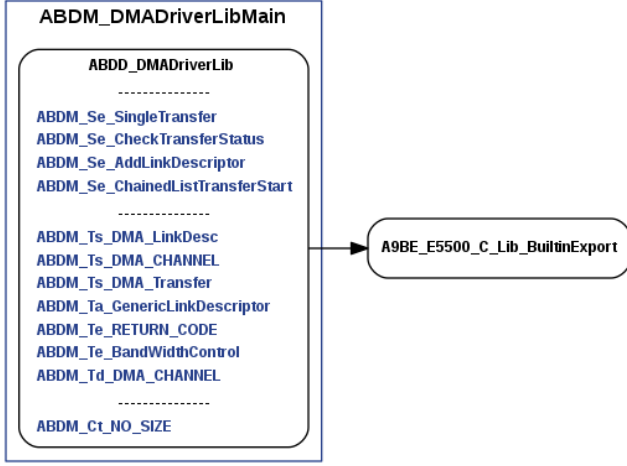 ABDM_DMADriverLibMain
ABDD_DMADriverLib
---------------
ABDM_Se_SingleTransfer
ABDM_Se_CheckTransferStatus
ABDM_Se_AddLinkDescriptor
ABDM_Se_ChainedListTransferStart
---------------
ABDM_Ts_DMA_LinkDesc
ABDM_Ts_DMA_CHANNEL
ABDM_Ts_DMA_Transfer
ABDM_Ta_GenericLinkDescriptor
ABDM_Te_RETURN_CODE
ABDM_Te_BandWidthControl
ABDM_Td_DMA_CHANNEL
---------------
ABDM_Ct_NO_SIZE
A9BE_E5500_C_Lib_BuiltinExport